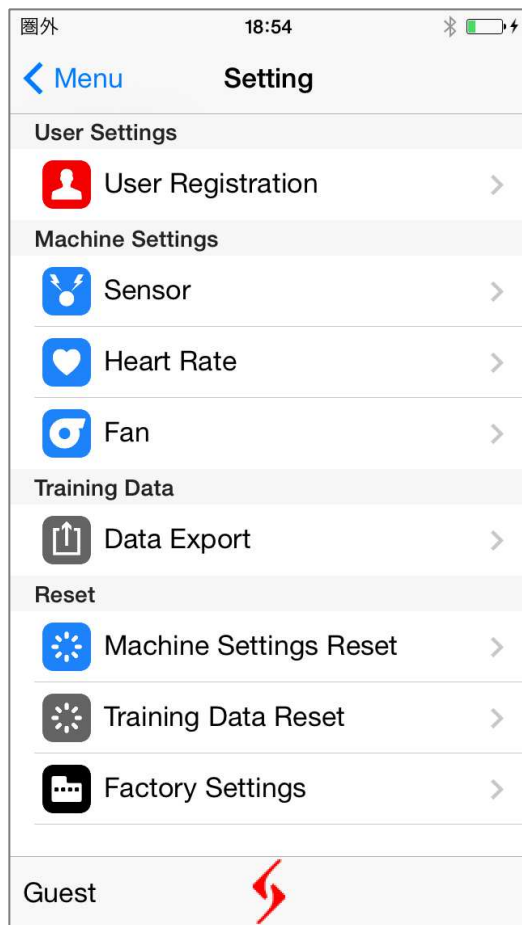 圏外 18:54
Menu Setting
User Settings
User Registration
Machine Settings
Sensor
Heart Rate
Fan
Training Data
Data Export
Reset
Machine Settings Reset
Training Data Reset
Factory Settings
Guest